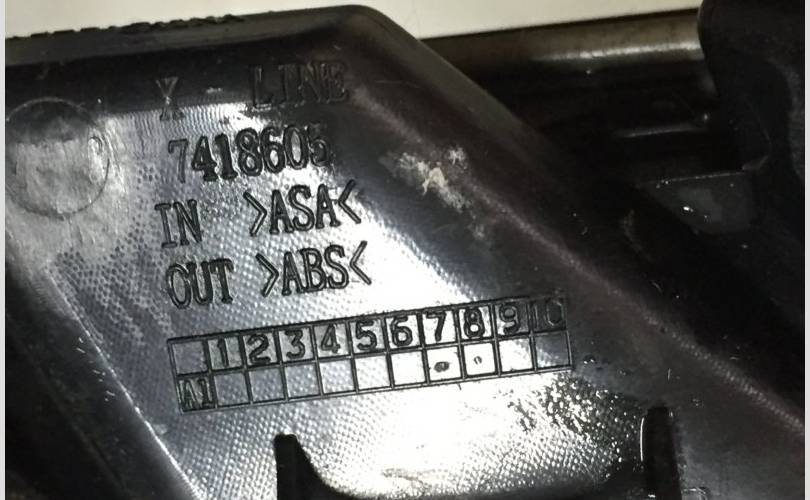 X - LINE
7418605
IN >ASA<
OUT >ABS<
1 2 3 4 5 6 7 8 9 10
A1